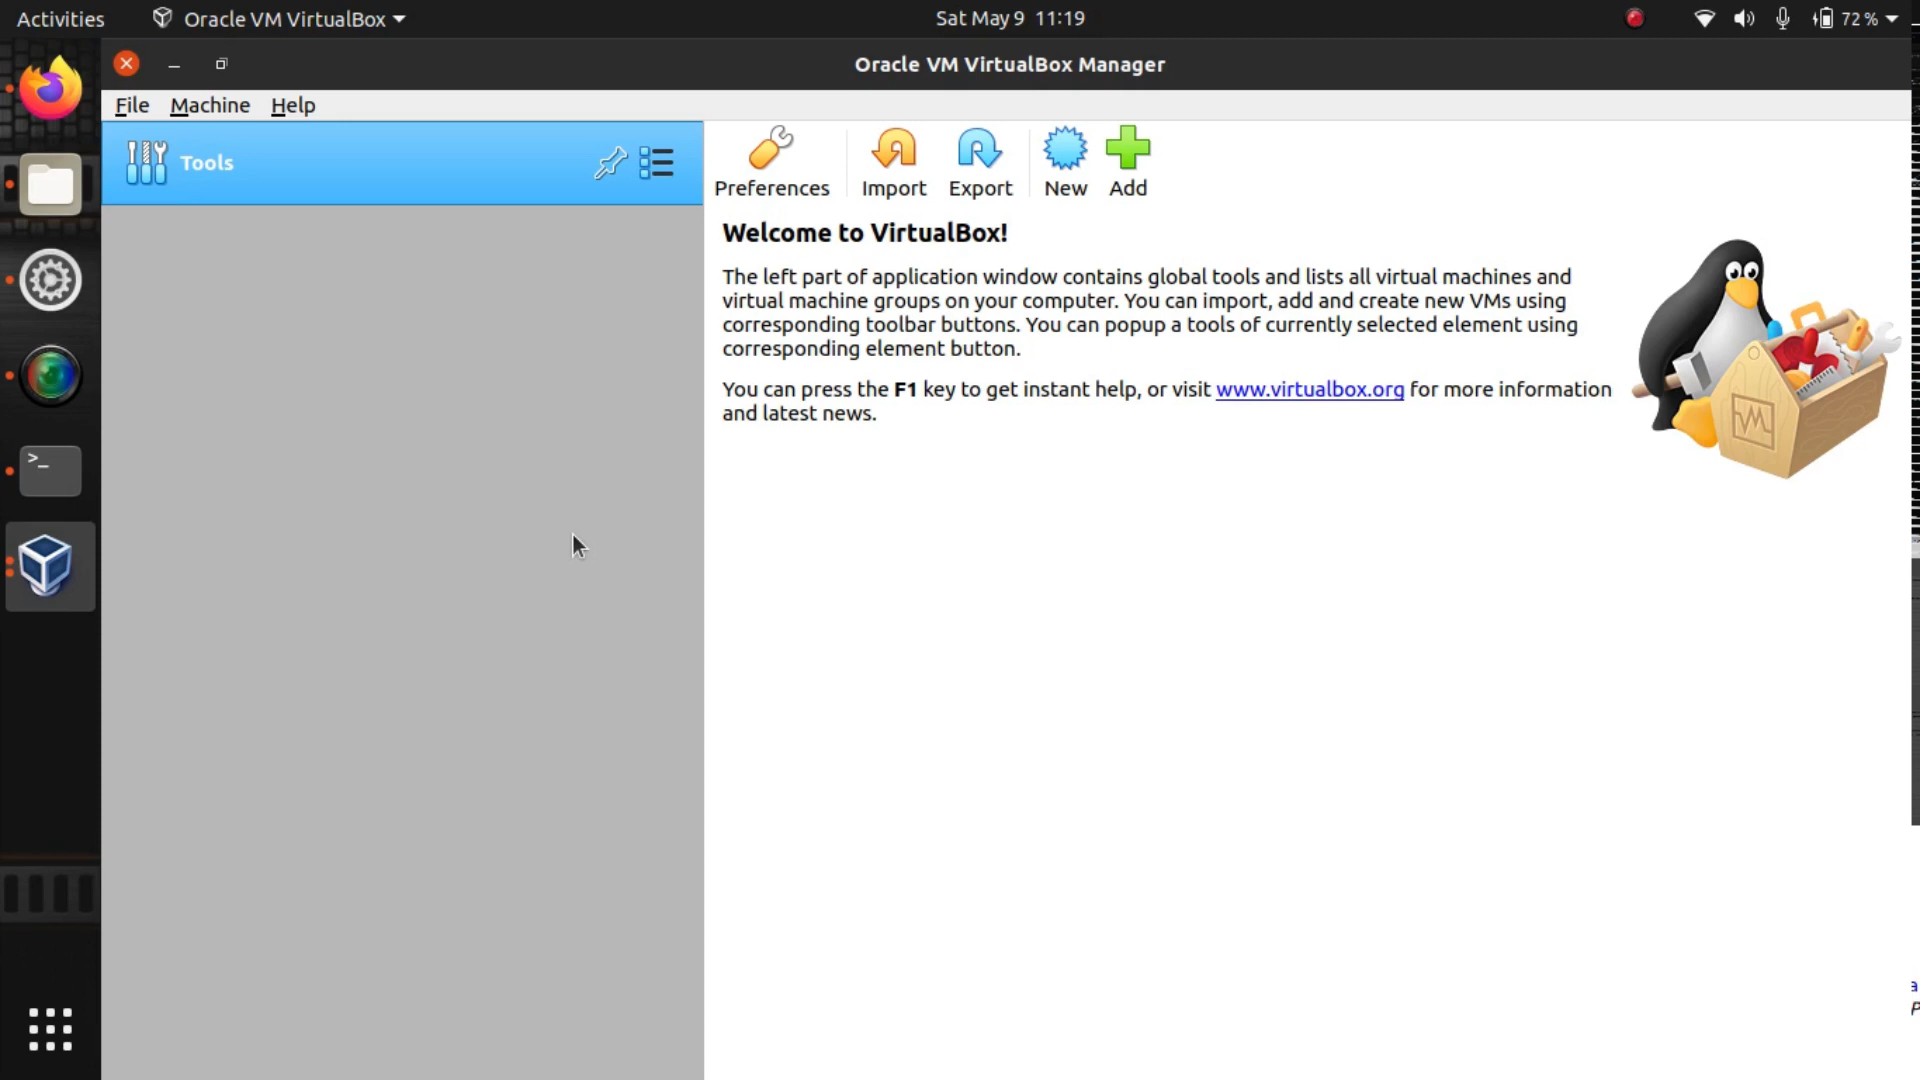 Activities Oracle VM VirtualBox Sat May 9 11:19 72 %
Oracle VM VirtualBox Manager
File Machine Help
Tools
Preferences Import Export New Add
Welcome to VirtualBox!
The left part of application window contains global tools and lists all virtual machines and
virtual machine groups on your computer. You can import, add and create new VMs using
corresponding toolbar buttons. You can popup a tools of currently selected element using
corresponding element button.
You can press the F1 key to get instant help, or visit www.virtualbox.org for more information
and latest news.
>_
a
P